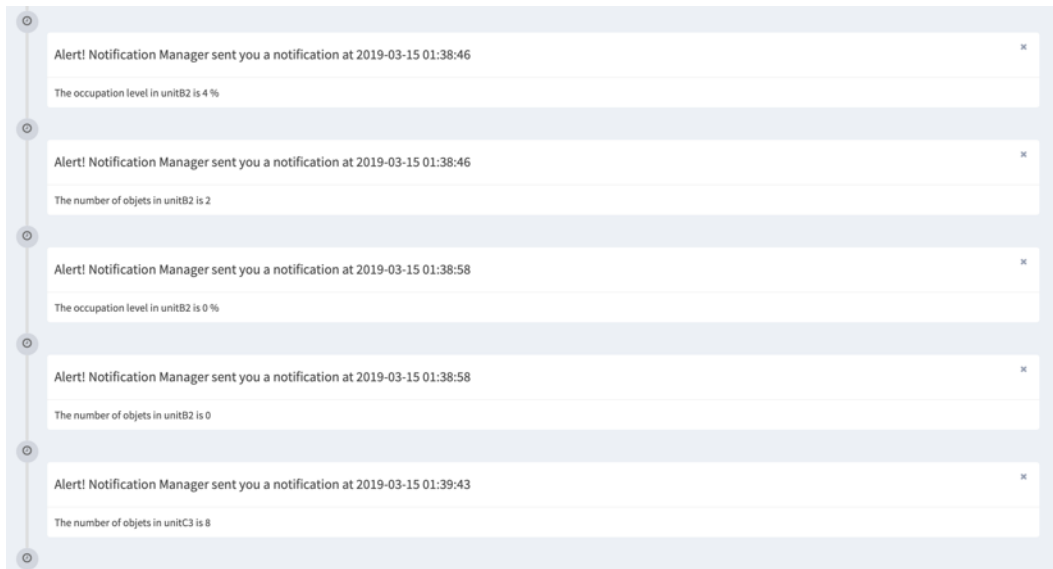 Alert! Notification Manager sent you a notification at 2019-03-15 01:38:46
The occupation level in unitB2 is 4 %
Alert! Notification Manager sent you a notification at 2019-03-15 01:38:46
The number of objets in unitB2 is 2
Alert! Notification Manager sent you a notification at 2019-03-15 01:38:58
The occupation level in unitB2 is 0 %
Alert! Notification Manager sent you a notification at 2019-03-15 01:38:58
The number of objets in unitB2 is 0
Alert! Notification Manager sent you a notification at 2019-03-15 01:39:43
The number of objets in unitC3 is 8